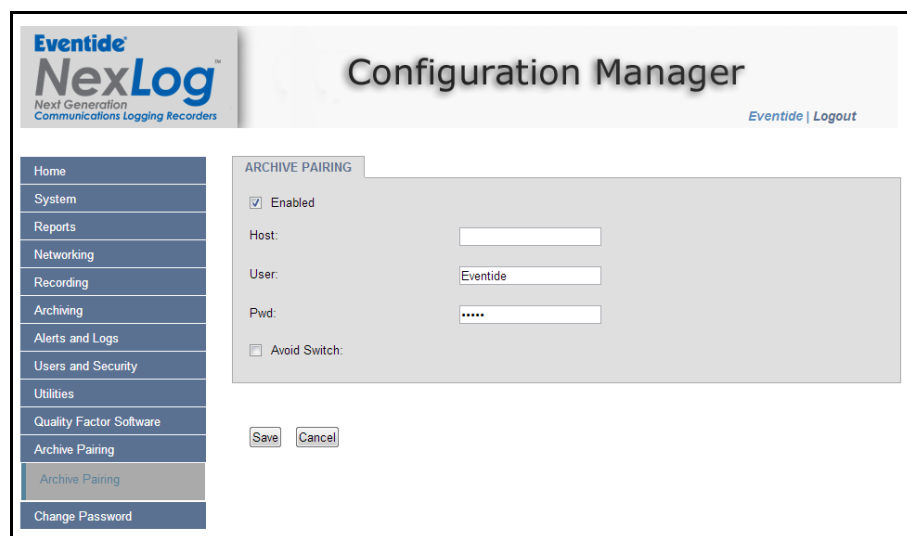 Eventide®
NexLog™
Next Generation
Communications Logging Recorders
Configuration Manager
Eventide | Logout
Home
System
Reports
Networking
Recording
Archiving
Alerts and Logs
Users and Security
Utilities
Quality Factor Software
Archive Pairing
Archive Pairing
Change Password
ARCHIVE PAIRING
Enabled
Host:
User: Eventide
Pwd: •••••
Avoid Switch:
Save Cancel